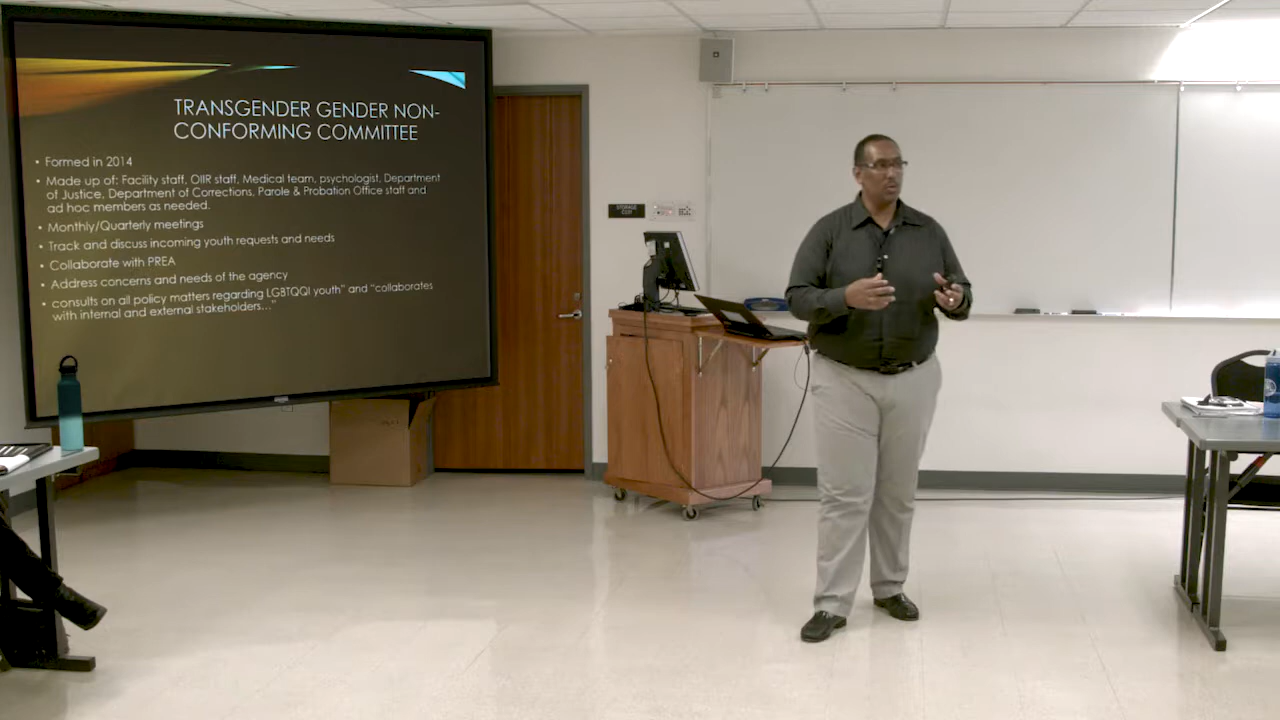 TRANSGENDER GENDER NON-
CONFORMING COMMITTEE
• Formed in 2014
• Made up of: Facility staff, OIIR staff, Medical team, psychologist, Department
of Justice, Department of Corrections, Parole & Probation Office staff and
ad hoc members as needed.
• Monthly/Quarterly meetings
• Track and discuss incoming youth requests and needs
• Collaborate with PREA
• Address concerns and needs of the agency
• consults on all policy matters regarding LGBTQQI youth" and "collaborates
with internal and external stakeholders…"
STORAGE